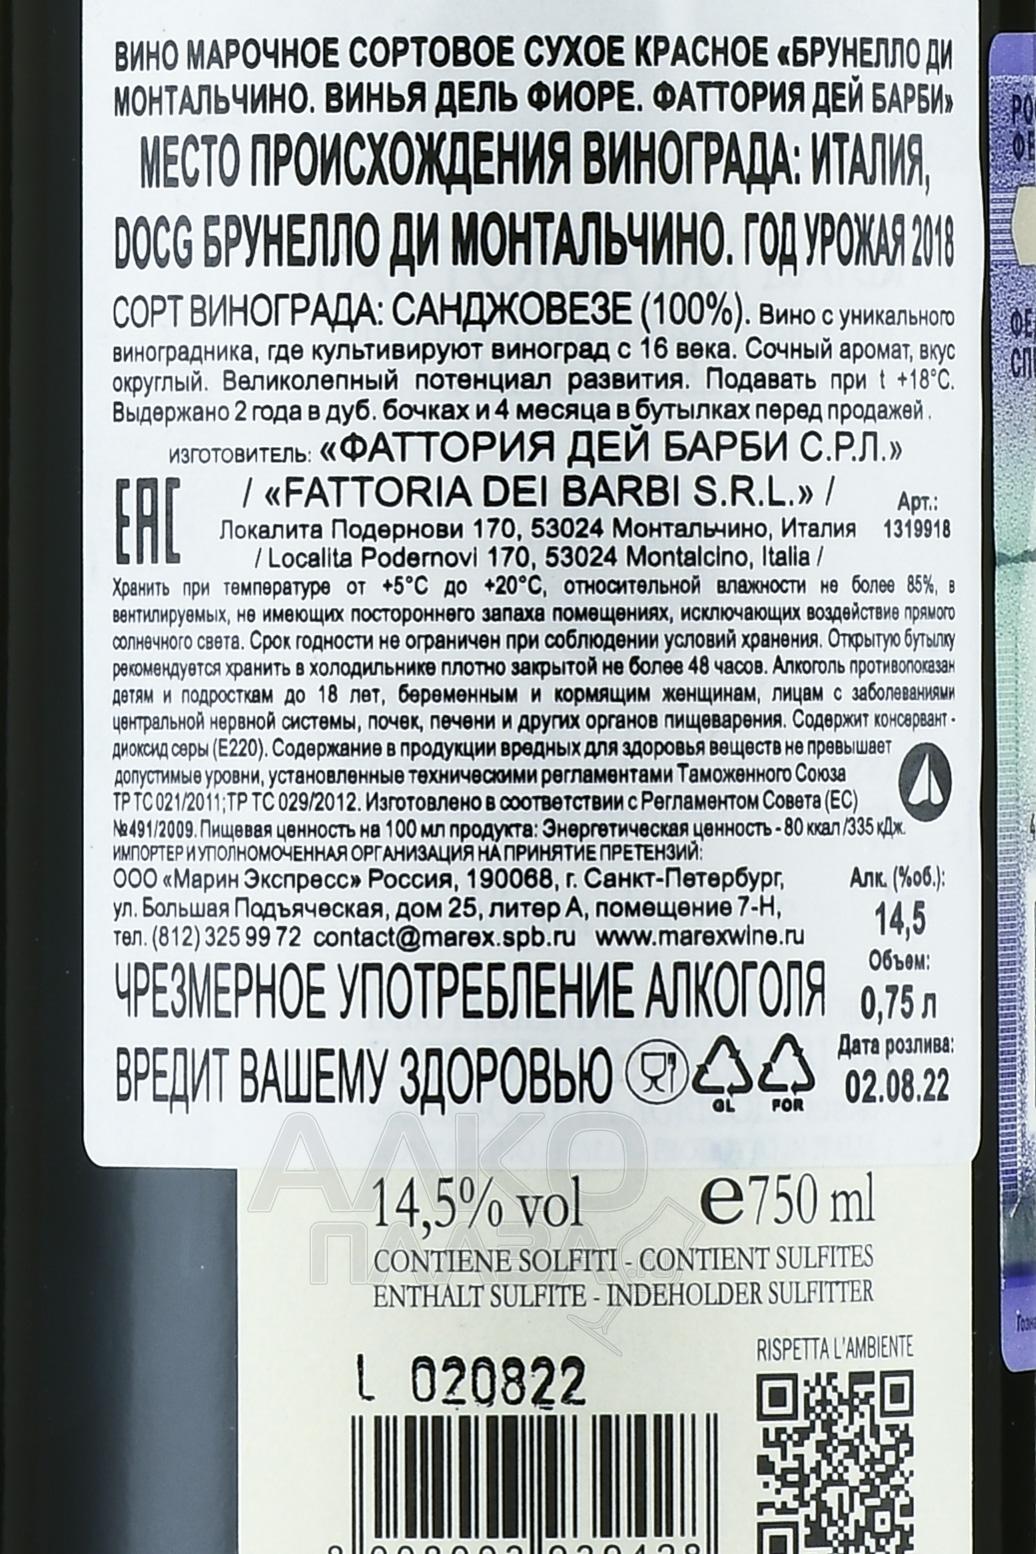 ВИНО МАРОЧНОЕ СОРТОВОЕ СУХОЕ КРАСНОЕ «БРУНЕЛЛО ДИ
МОНТАЛЬЧИНО. ВИНЬЯ ДЕЛЬ ФИОРЕ. ФАТТОРИЯ ДЕЙ БАРБИ»
МЕСТО ПРОИСХОЖДЕНИЯ ВИНОГРАДА: ИТАЛИЯ,
DOCG БРУНЕЛЛО ДИ МОНТАЛЬЧИНО. ГОД УРОЖАЯ 2018
СОРТ ВИНОГРАДА: САНДЖОВЕЗЕ (100%). Вино с уникального
виноградника, где культивируют виноград с 16 века. Сочный аромат, вкус
округлый. Великолепный потенциал развития. Подавать при t +18°C.
Выдержано 2 года в дуб. бочках и 4 месяца в бутылках перед продажей.
ИЗГОТОВИТЕЛЬ: «ФАТТОРИЯ ДЕЙ БАРБИ С.Р.Л.»
EAC / «FATTORIA DEI BARBI S.R.L.» / Арт.:
Локалита Подернови 170, 53024 Монтальчино, Италия 1319918
/ Localita Podernovi 170, 53024 Montalcino, Italia /
Хранить при температуре от +5°C до +20°C, относительной влажности не более 85%, в
вентилируемых, не имеющих постороннего запаха помещениях, исключающих воздействие прямого
солнечного света. Срок годности не ограничен при соблюдении условий хранения. Открытую бутылку
рекомендуется хранить в холодильнике плотно закрытой не более 48 часов. Алкоголь противопоказан
детям и подросткам до 18 лет, беременным и кормящим женщинам, лицам с заболеваниями
центральной нервной системы, почек, печени и других органов пищеварения. Содержит консервант -
диоксид серы (Е220). Содержание в продукции вредных для здоровья веществ не превышает
допустимые уровни, установленные техническими регламентами Таможенного Союза
ТР ТС 021/2011; ТР ТС 029/2012. Изготовлено в соответствии с Регламентом Совета (ЕС)
№491/2009. Пищевая ценность на 100 мл продукта: Энергетическая ценность - 80 ккал/335 кДж.
ИМПОРТЕР И УПОЛНОМОЧЕННАЯ ОРГАНИЗАЦИЯ НА ПРИНЯТИЕ ПРЕТЕНЗИЙ:
ООО «Марин Экспресс» Россия, 190068, г. Санкт-Петербург,
ул. Большая Подъяческая, дом 25, литер А, помещение 7-Н,
тел. (812) 325 99 72 contact@marex.spb.ru www.marexwine.ru
Алк. (%об.):
14,5
Объем:
0,75 л
Дата розлива:
02.08.22
ЧРЕЗМЕРНОЕ УПОТРЕБЛЕНИЕ АЛКОГОЛЯ
ВРЕДИТ ВАШЕМУ ЗДОРОВЬЮ
GL FOR
АЛКО
ПЛАЗА
14,5% vol e750 ml
CONTIENE SOLFITI - CONTIENT SULFITES
ENTHALT SULFITE - INDEHOLDER SULFITTER
RISPETTA L'AMBIENTE
L 020822